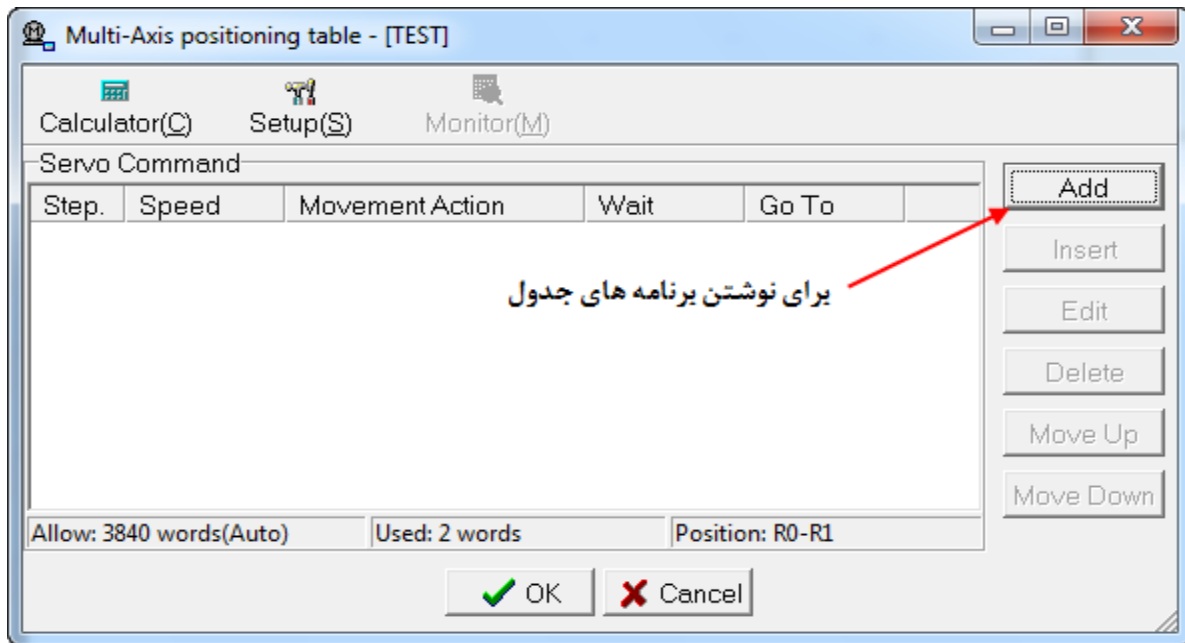 Multi-Axis positioning table - [TEST]
Calculator(C) Setup(S) Monitor(M)
Servo Command
Step. Speed Movement Action Wait Go To
Add
Insert
برای نوشتن برنامه های جدول
Edit
Delete
Move Up
Move Down
Allow: 3840 words(Auto) Used: 2 words Position: R0-R1
OK Cancel